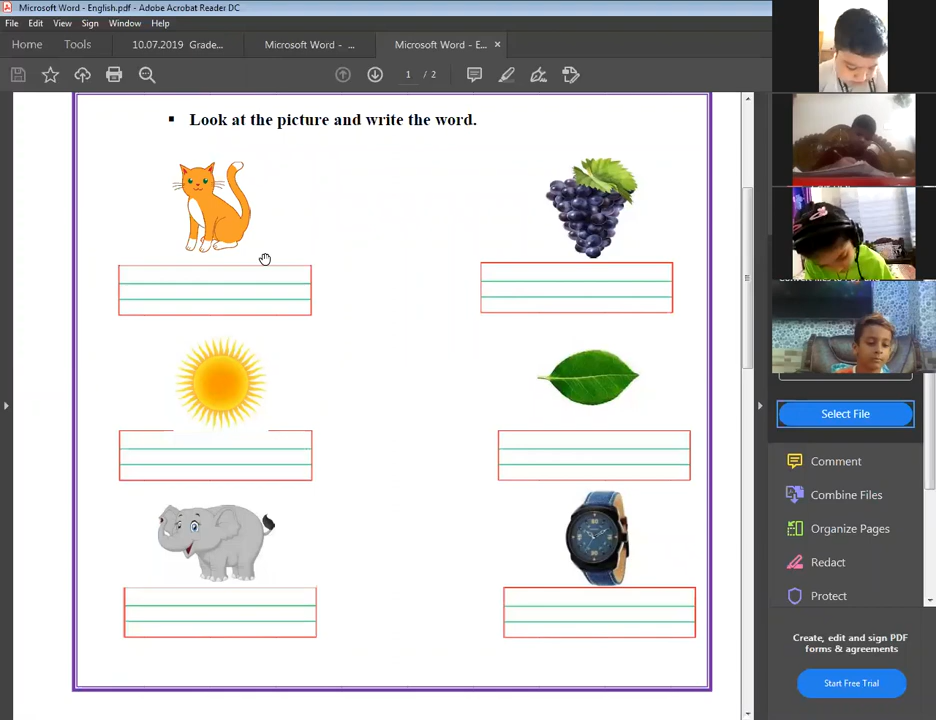 Microsoft Word - English.pdf - Adobe Acrobat Reader DC
File Edit View Sign Window Help
Home Tools 10.07.2019 Grade... Microsoft Word - ... Microsoft Word - E... ×
1 / 2
▪ Look at the picture and write the word.
Select File
Comment
Combine Files
Organize Pages
Redact
Protect
Create, edit and sign PDF
forms & agreements
Start Free Trial